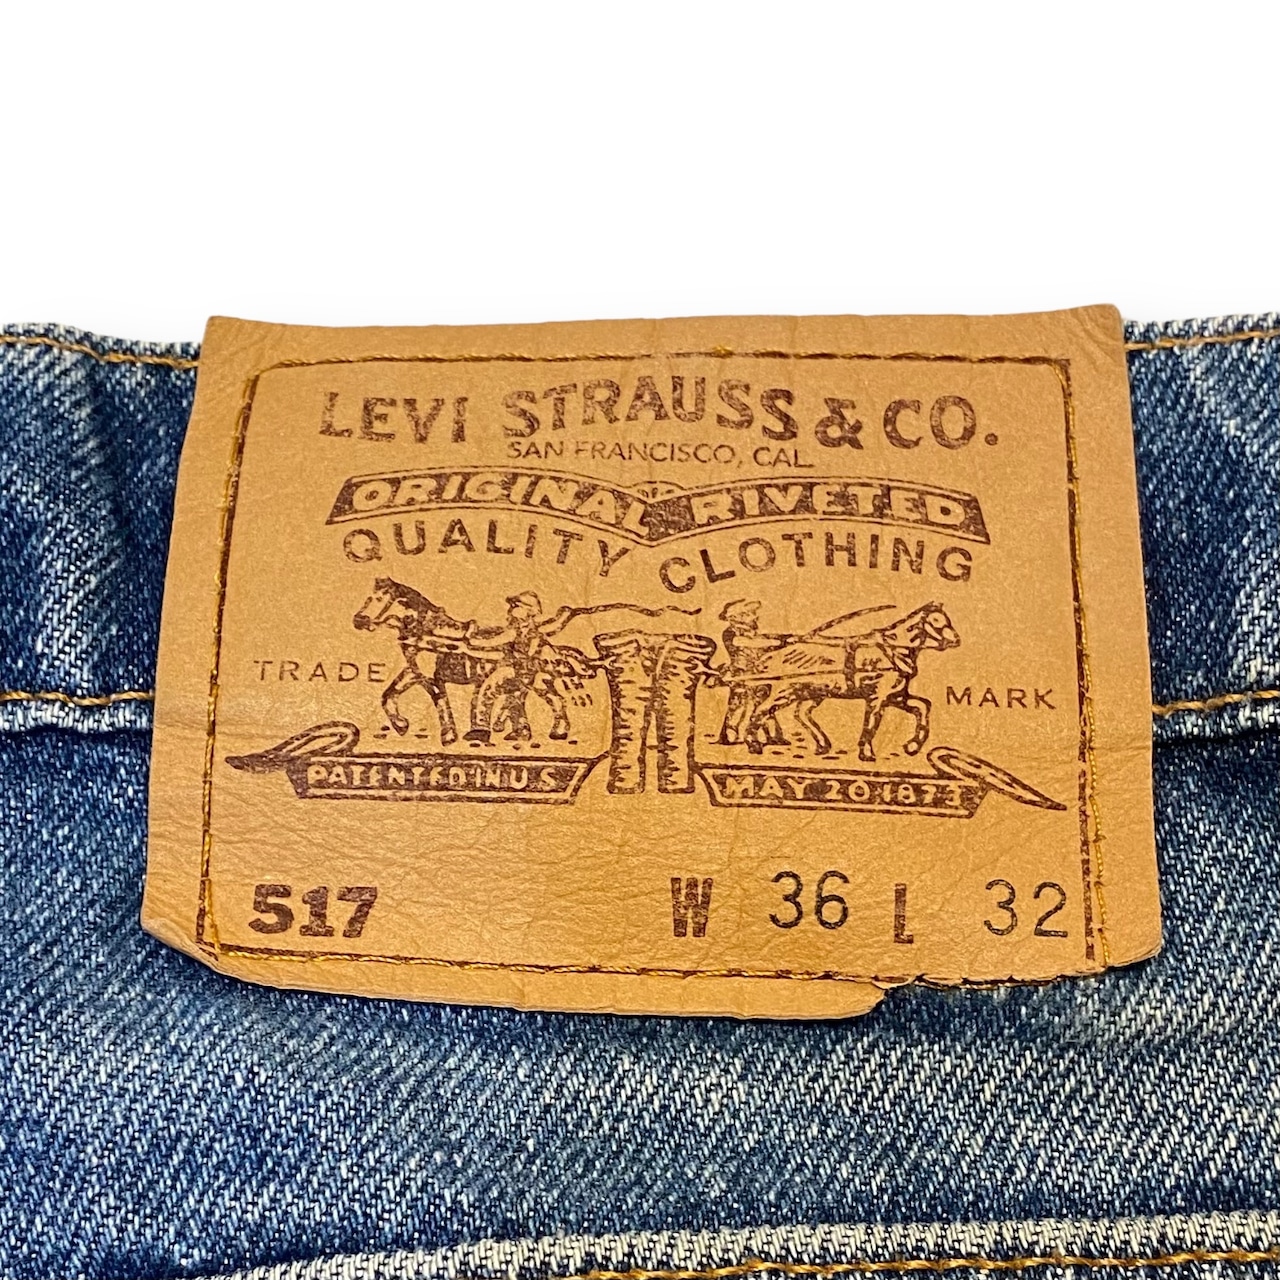 LEVI STRAUSS & CO.
SAN FRANCISCO, CAL.
ORIGINAL RIVETED
QUALITY CLOTHING
TRADE MARK
PATENTED IN U.S. MAY 20 1873
517 W 36 L 32